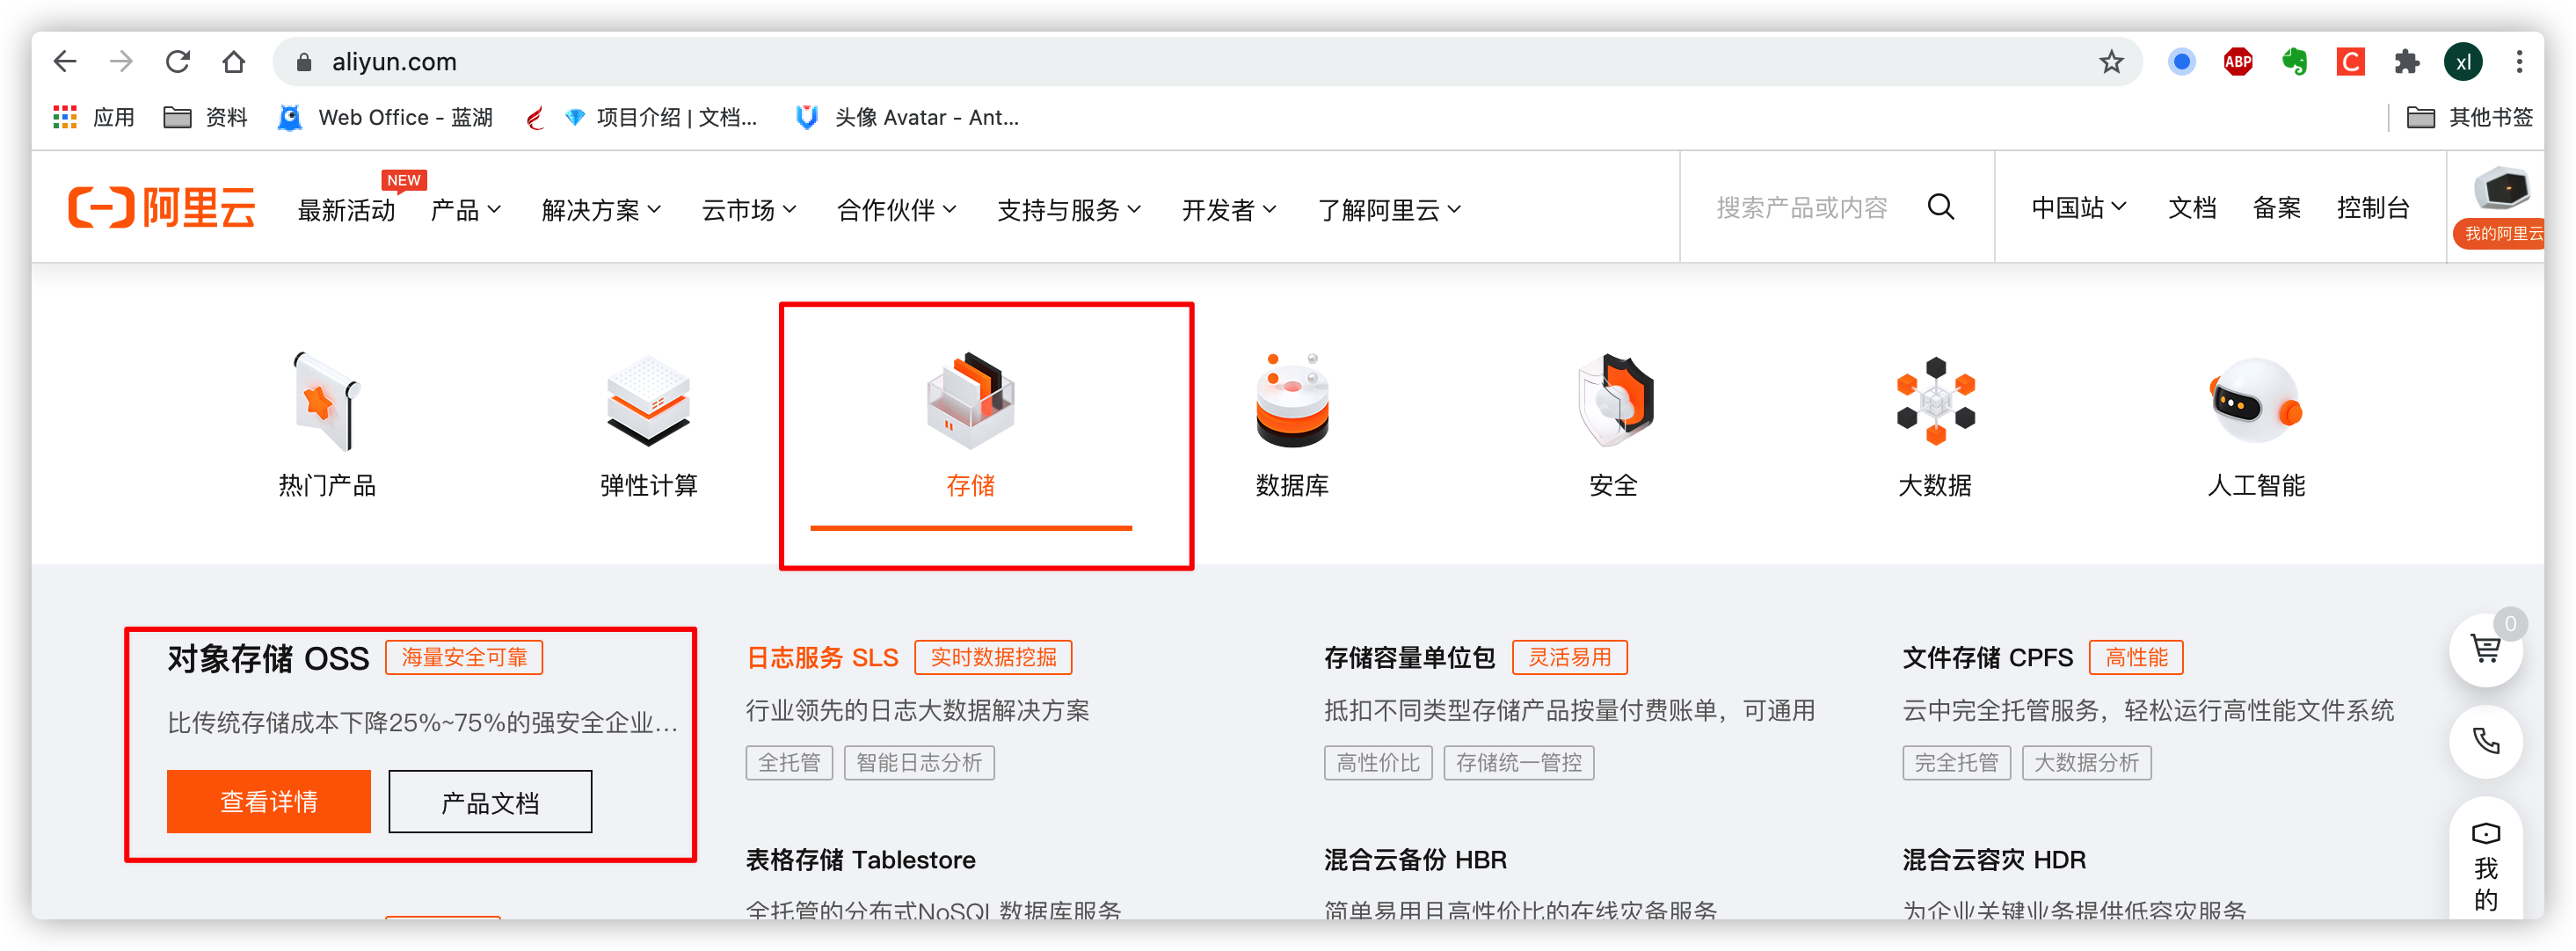 aliyun.com
ABP
C
xl
应用
资料
Web Office - 蓝湖
项目介绍 | 文档...
头像 Avatar - Ant...
其他书签
阿里云
最新活动
NEW
产品
解决方案
云市场
合作伙伴
支持与服务
开发者
了解阿里云
搜索产品或内容
中国站
文档
备案
控制台
我的阿里云
热门产品
弹性计算
存储
数据库
安全
大数据
人工智能
对象存储 OSS
海量安全可靠
比传统存储成本下降25%~75%的强安全企业...
查看详情
产品文档
日志服务 SLS
实时数据挖掘
行业领先的日志大数据解决方案
全托管
智能日志分析
存储容量单位包
灵活易用
抵扣不同类型存储产品按量付费账单，可通用
高性价比
存储统一管控
文件存储 CPFS
高性能
云中完全托管服务，轻松运行高性能文件系统
完全托管
大数据分析
0
表格存储 Tablestore
全托管的分布式NoSQL数据库服务
混合云备份 HBR
简单易用且高性价比的在线灾备服务
混合云容灾 HDR
为企业关键业务提供低容灾服务
我
的